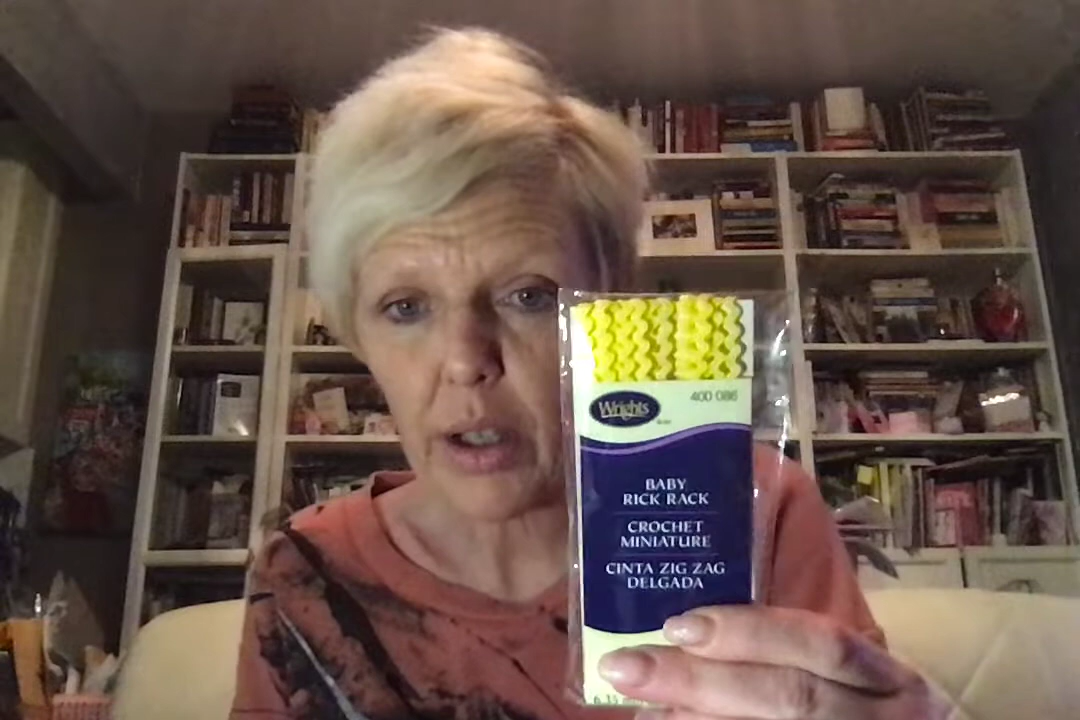 Wrights
400 086
BABY
RICK RACK
CROCHET
MINIATURE
CINTA ZIG ZAG
DELGADA